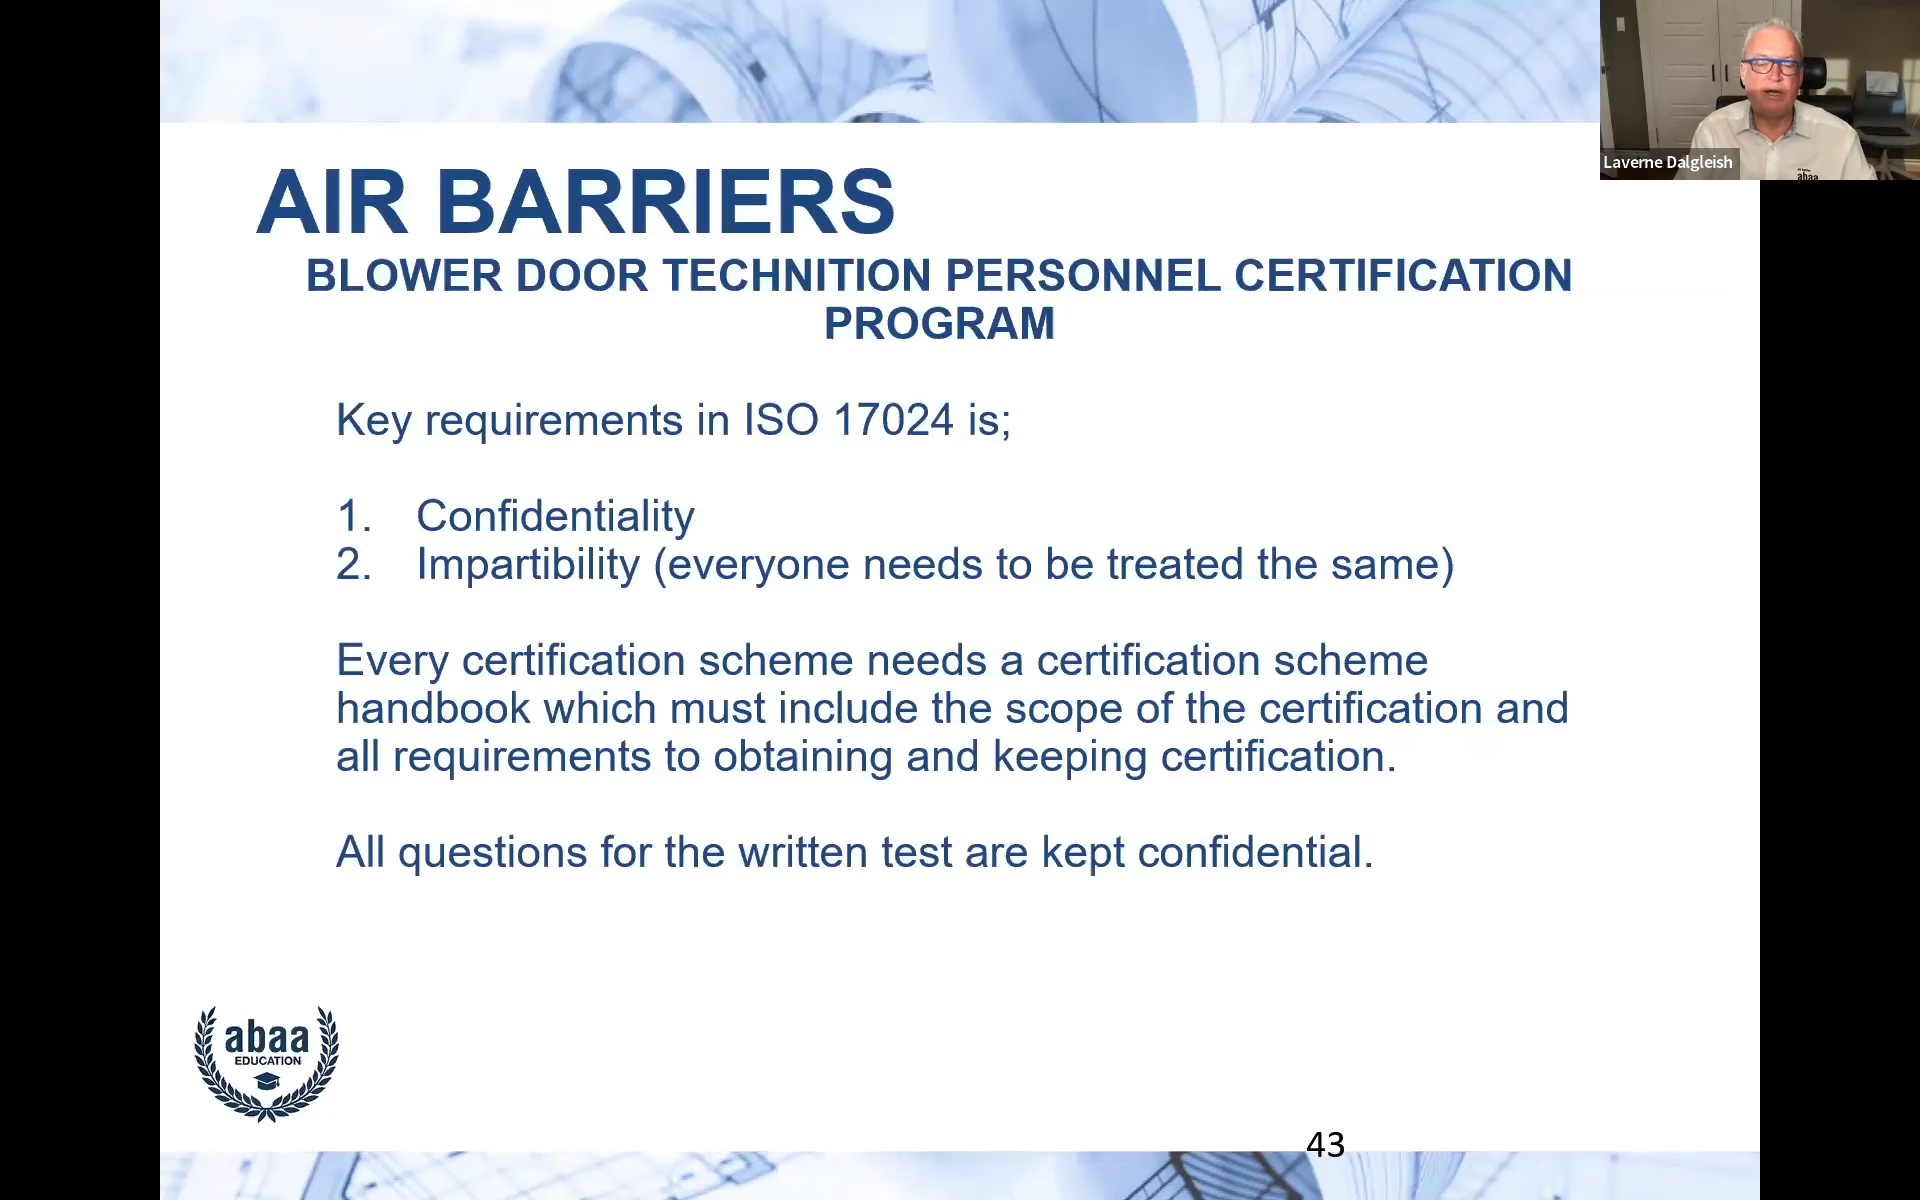 Laverne Dalgleish
abaa
AIR BARRIERS
BLOWER DOOR TECHNITION PERSONNEL CERTIFICATION
PROGRAM
Key requirements in ISO 17024 is;
1. Confidentiality
2. Impartibility (everyone needs to be treated the same)
Every certification scheme needs a certification scheme
handbook which must include the scope of the certification and
all requirements to obtaining and keeping certification.
All questions for the written test are kept confidential.
abaa
EDUCATION
43